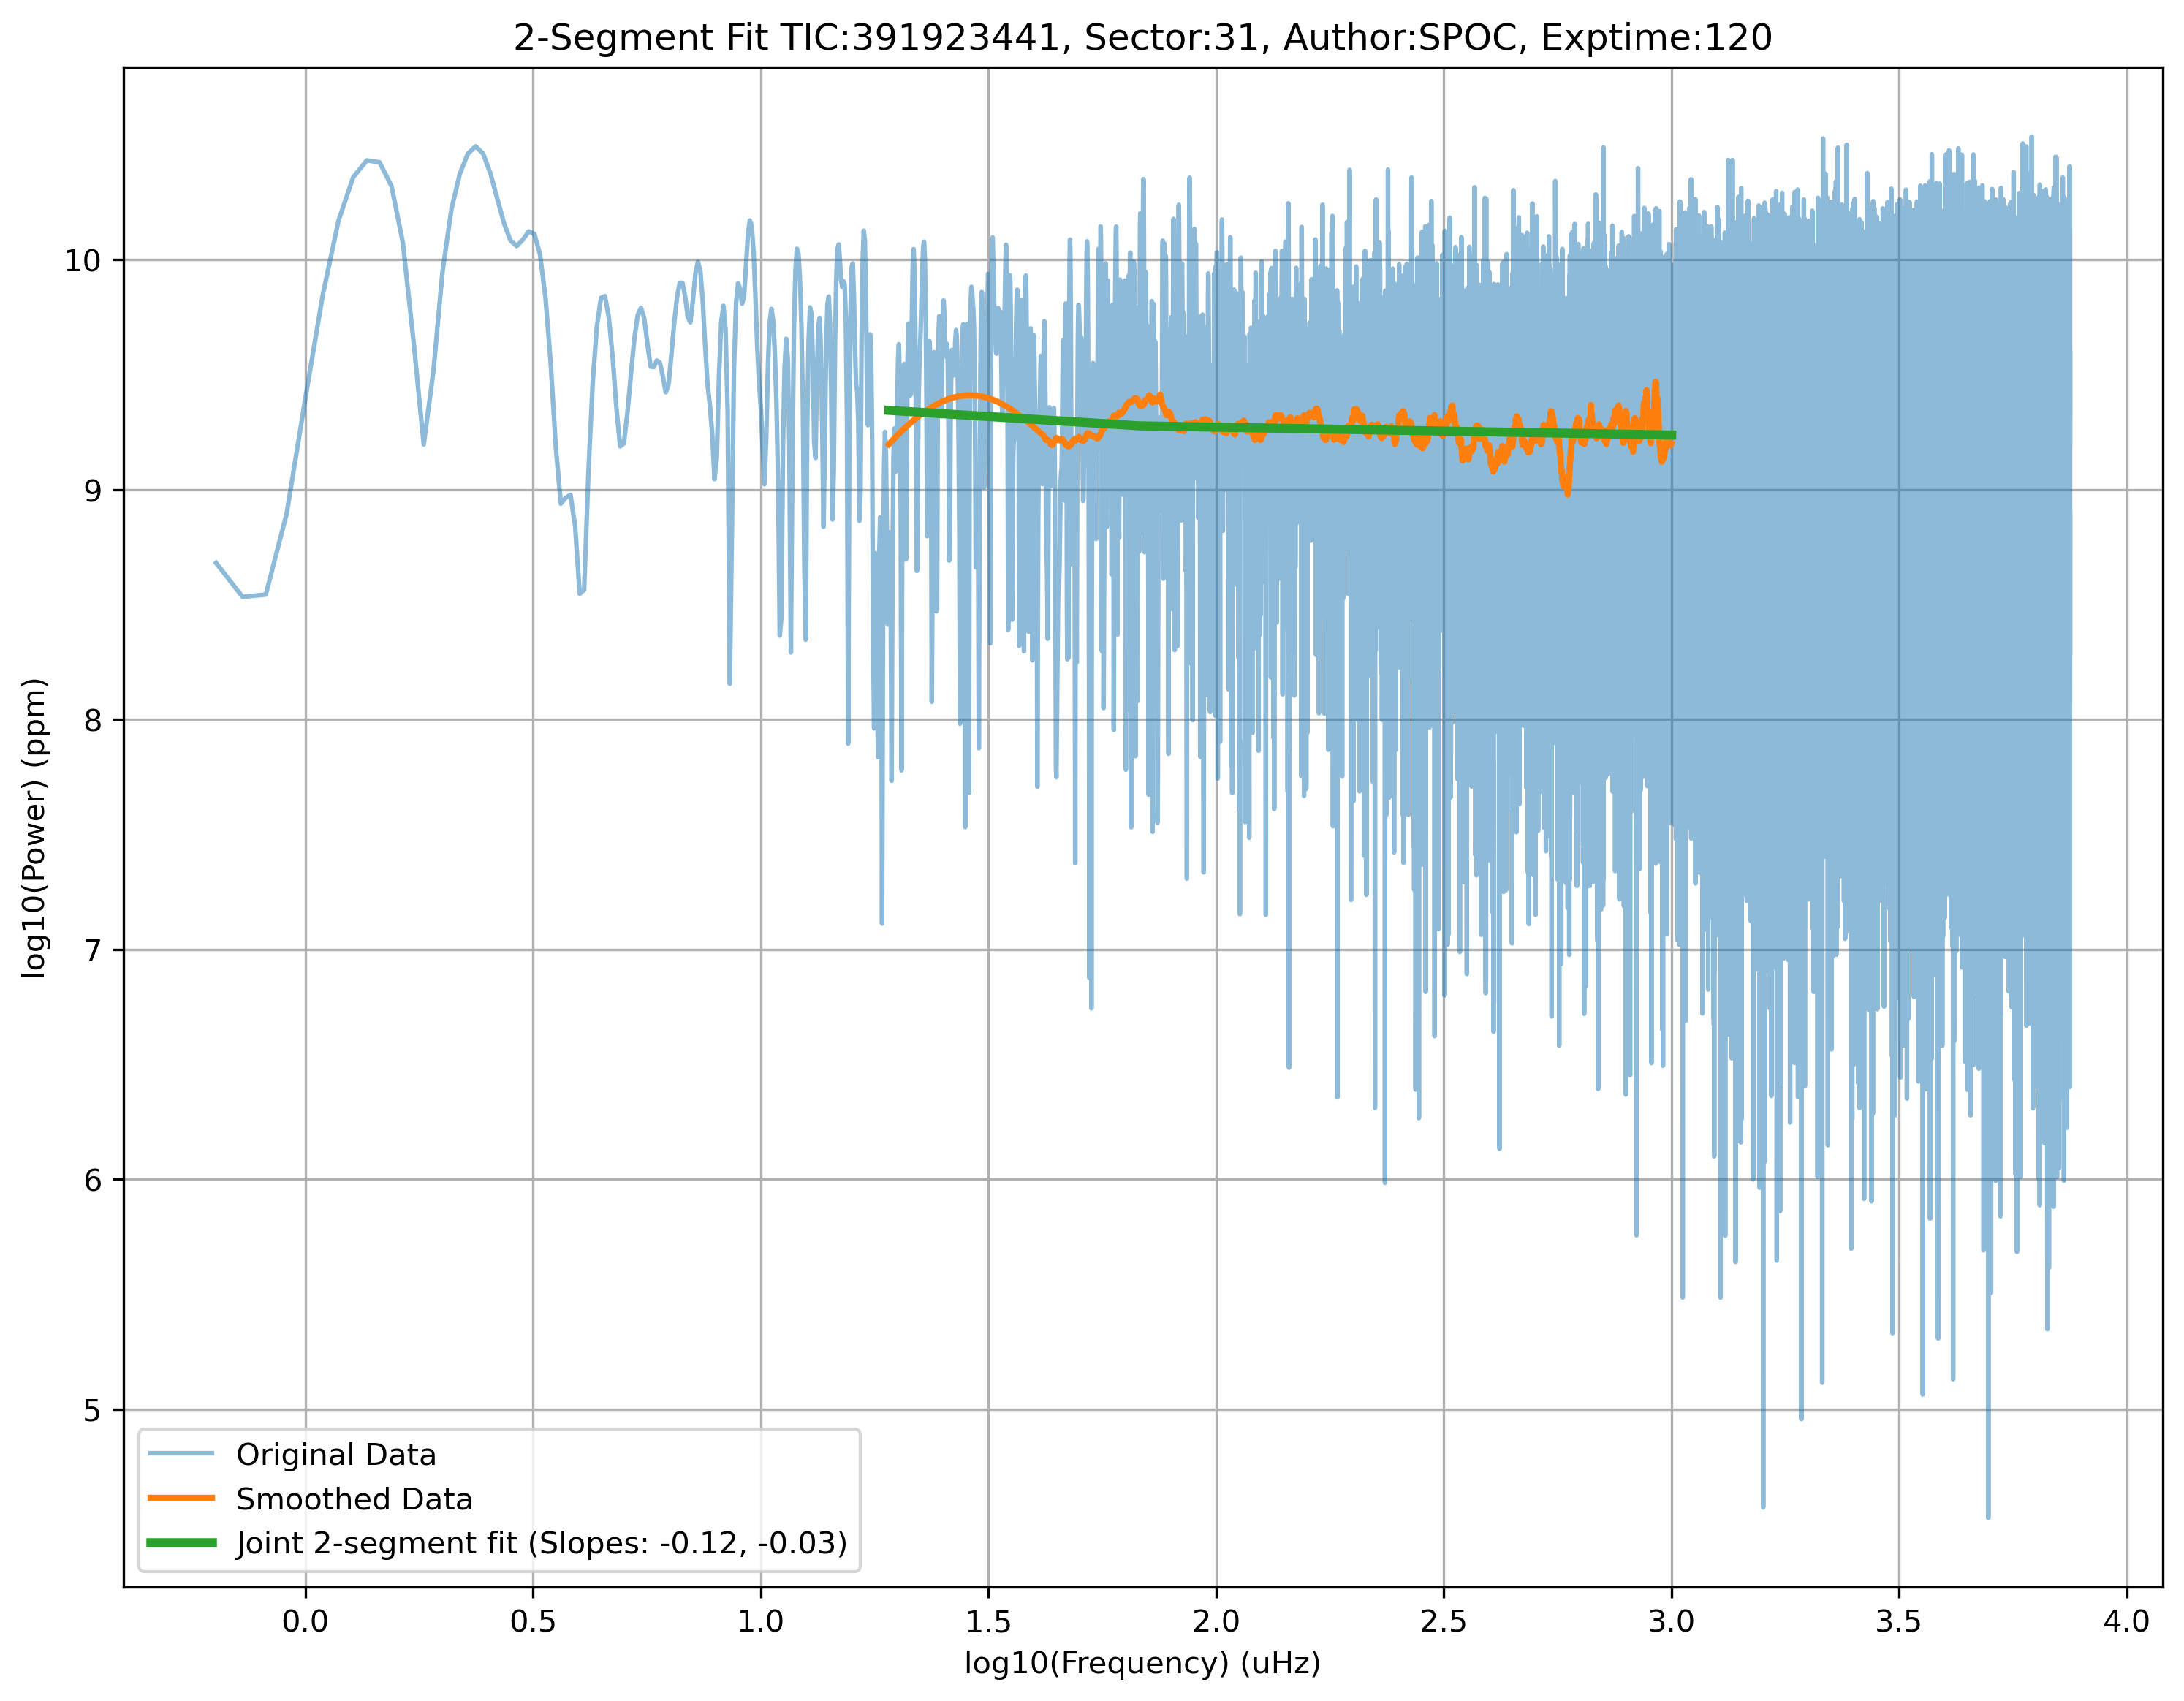 2-Segment Fit TIC:391923441, Sector:31, Author:SPOC, Exptime:120
log10(Power) (ppm)
10
9
8
7
6
5
Original Data
Smoothed Data
Joint 2-segment fit (Slopes: -0.12, -0.03)
0.0 0.5 1.0 1.5 2.0 2.5 3.0 3.5 4.0
log10(Frequency) (uHz)